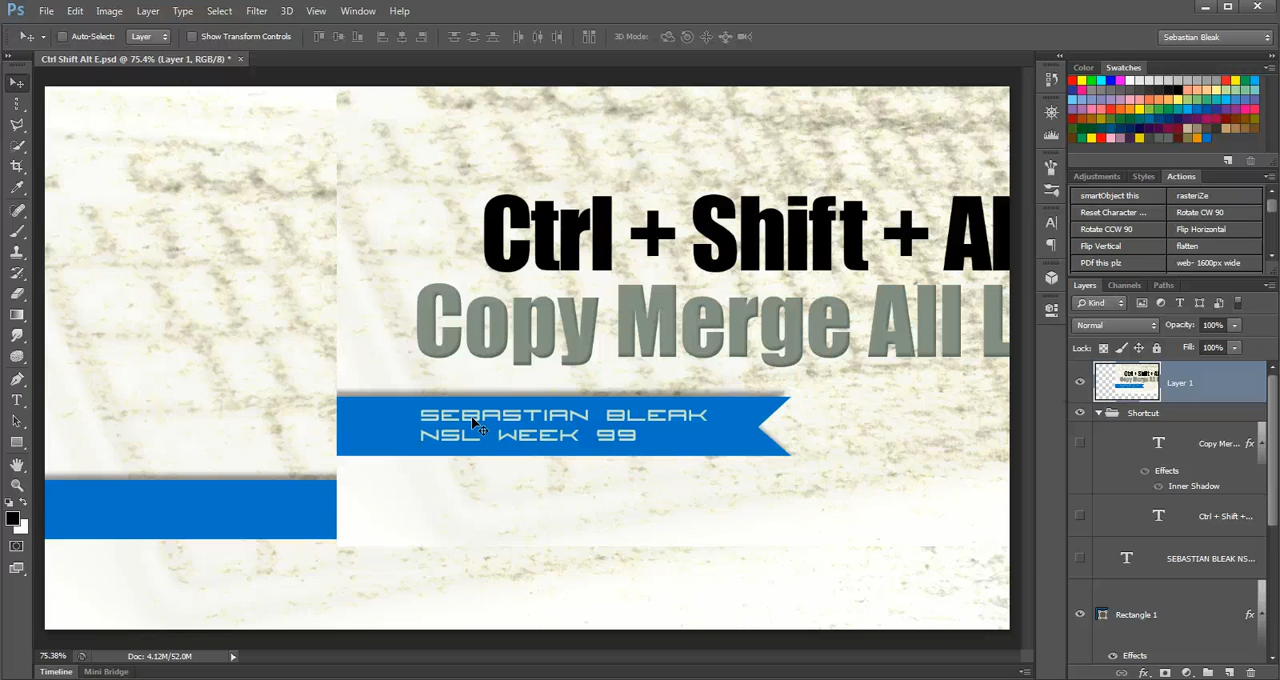 Ps File Edit Image Layer Type Select Filter 3D View Window Help
Auto-Select: Layer Show Transform Controls 3D Mode: Sebastian Bleak
Ctrl Shift Alt E.psd @ 75.4% (Layer 1, RGB/8) * ×
Color Swatches
Adjustments Styles Actions
smartObject this rasteriZe
Reset Character ... Rotate CW 90
Rotate CCW 90 Flip Horizontal
Flip Vertical flatten
PDF this plz web- 1600px wide
Layers Channels Paths
Kind
Normal Opacity: 100%
Lock: Fill: 100%
Layer 1
Shortcut
T Copy Mer... fx
Effects
Inner Shadow
T Ctrl + Shift +...
T SEBASTIAN BLEAK NS...
Rectangle 1 fx
Effects
Ctrl + Shift + Al
Copy Merge All L
SEBASTIAN BLEAK
NSL WEEK 99
75.38% Doc: 4.12M/52.0M
Timeline Mini Bridge